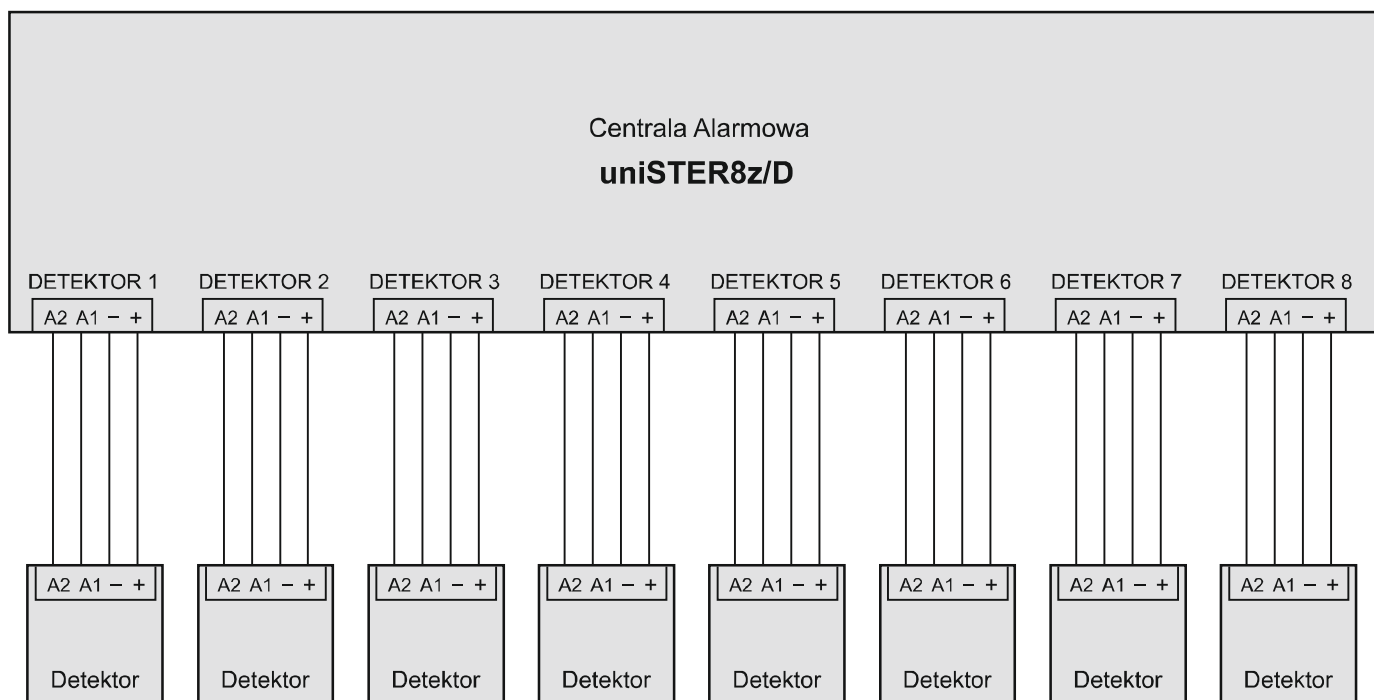 Centrala Alarmowa
uniSTER8z/D
DETEKTOR 1 DETEKTOR 2 DETEKTOR 3 DETEKTOR 4 DETEKTOR 5 DETEKTOR 6 DETEKTOR 7 DETEKTOR 8
A2 A1 − + A2 A1 − + A2 A1 − + A2 A1 − + A2 A1 − + A2 A1 − + A2 A1 − + A2 A1 − +
A2 A1 − + A2 A1 − + A2 A1 − + A2 A1 − + A2 A1 − + A2 A1 − + A2 A1 − + A2 A1 − +
Detektor Detektor Detektor Detektor Detektor Detektor Detektor Detektor